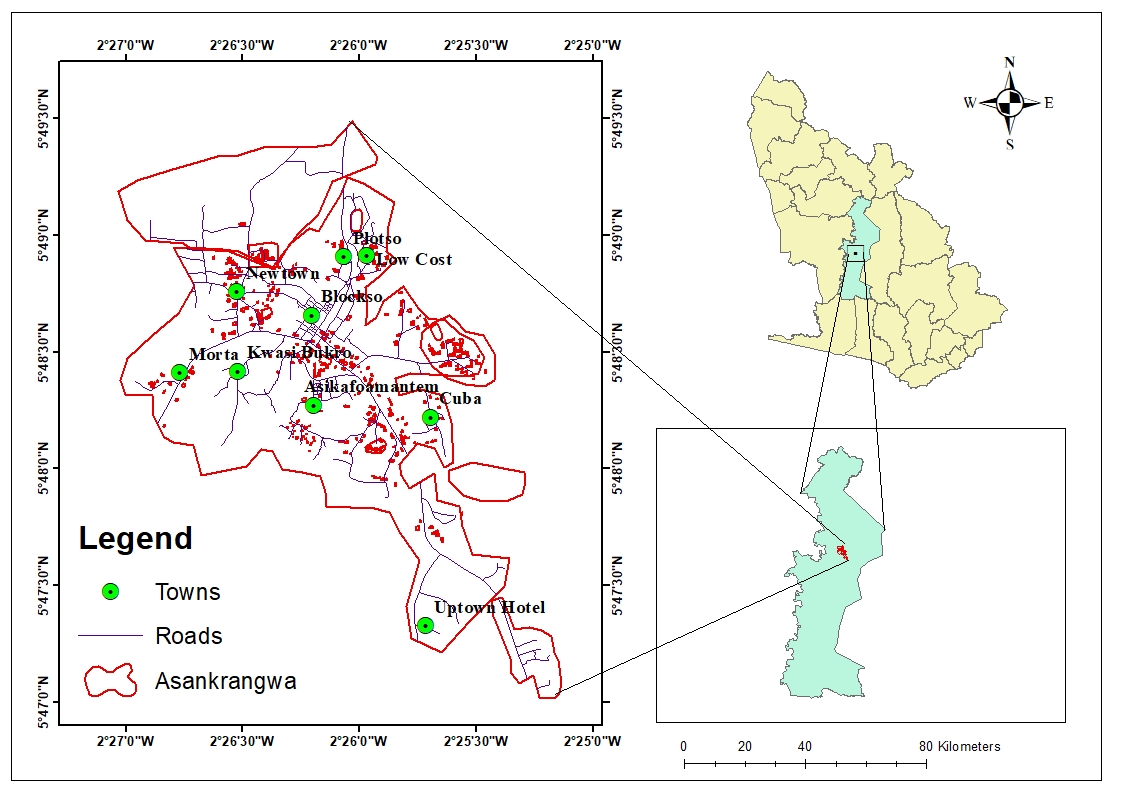 2°27'0"W 2°26'30"W 2°26'0"W 2°25'30"W 2°25'0"W
5°49'30"N
5°49'0"N
5°48'30"N
5°48'0"N
5°47'30"N
5°47'0"N
Plotso
Low Cost
Newtown
Blockso
Morta
Kwasi Bukro
Asikafoamantem
Cuba
Uptown Hotel
Legend
Towns
Roads
Asankrangwa
5°49'30"N
5°49'0"N
5°48'30"N
5°48'0"N
5°47'30"N
5°47'0"N
2°27'0"W 2°26'30"W 2°26'0"W 2°25'30"W 2°25'0"W
N
W E
S
0 20 40 80 Kilometers